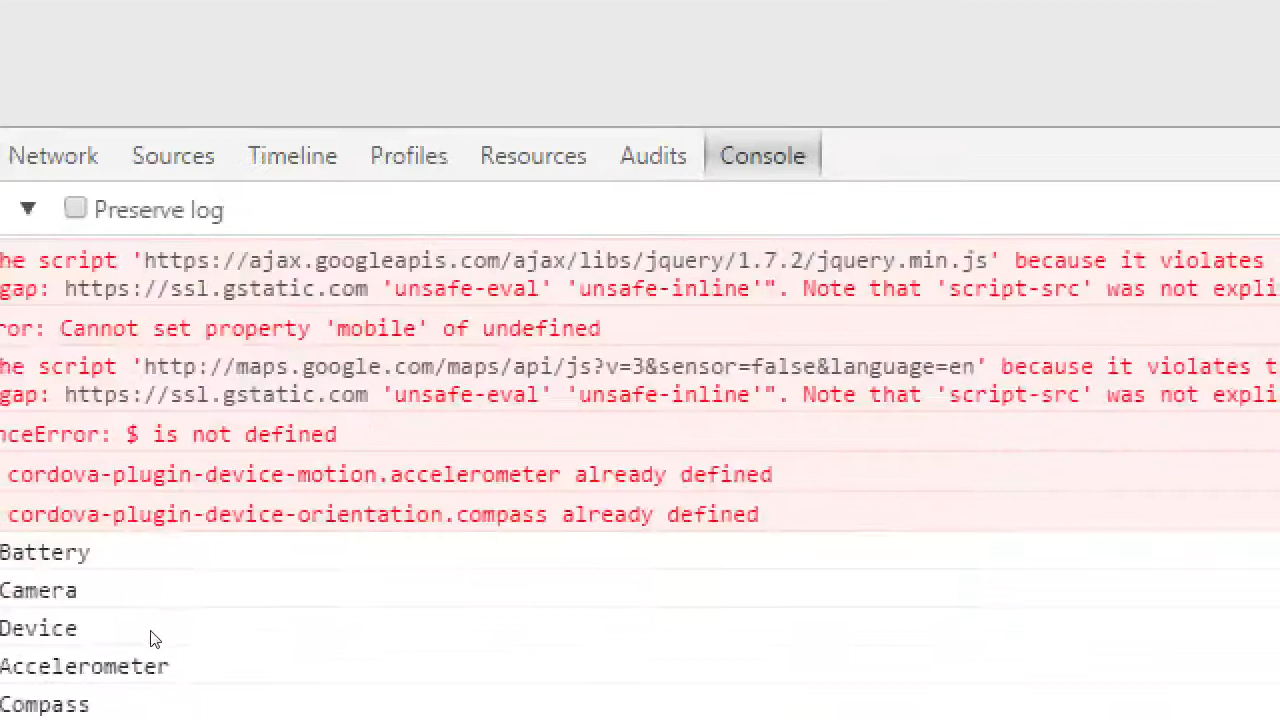 Network Sources Timeline Profiles Resources Audits Console
▼ Preserve log
he script 'https://ajax.googleapis.com/ajax/libs/jquery/1.7.2/jquery.min.js' because it violates
gap: https://ssl.gstatic.com 'unsafe-eval' 'unsafe-inline'". Note that 'script-src' was not expli
ror: Cannot set property 'mobile' of undefined
he script 'http://maps.google.com/maps/api/js?v=3&sensor=false&language=en' because it violates t
gap: https://ssl.gstatic.com 'unsafe-eval' 'unsafe-inline'". Note that 'script-src' was not expli
nceError: $ is not defined
cordova-plugin-device-motion.accelerometer already defined
cordova-plugin-device-orientation.compass already defined
Battery
Camera
Device
Accelerometer
Compass